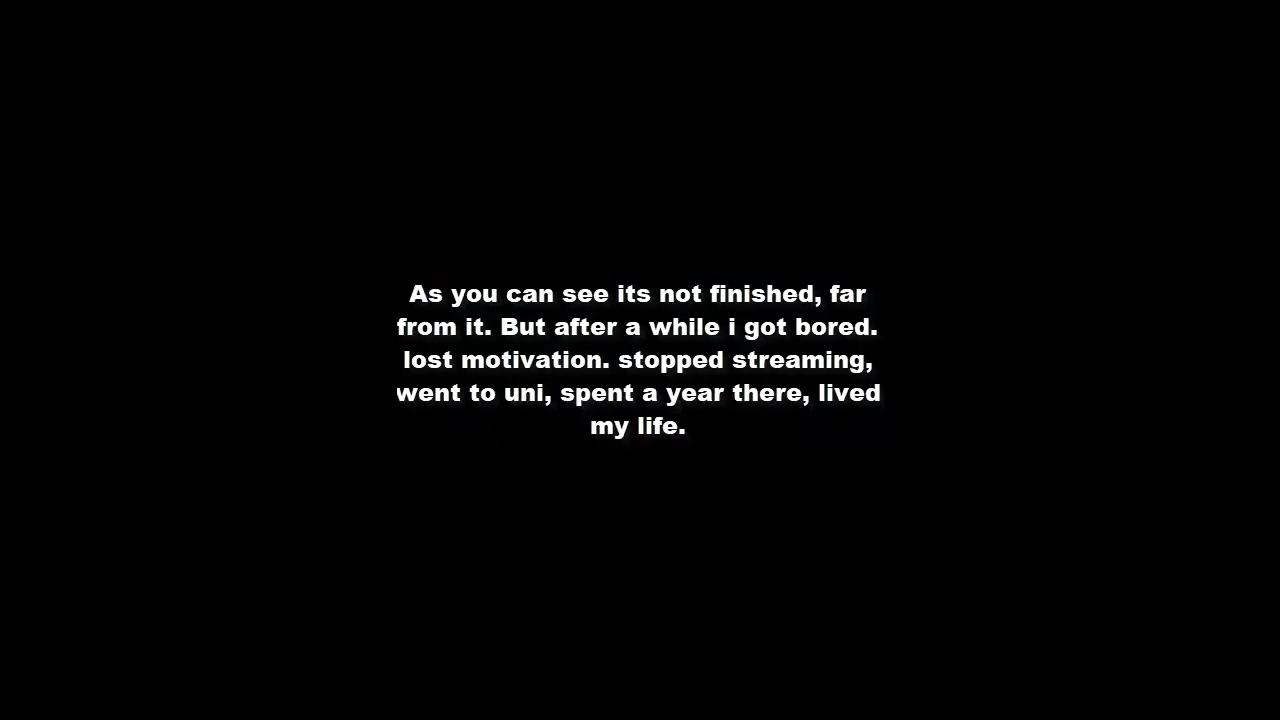 As you can see its not finished, far
from it. But after a while i got bored.
lost motivation. stopped streaming,
went to uni, spent a year there, lived
my life.